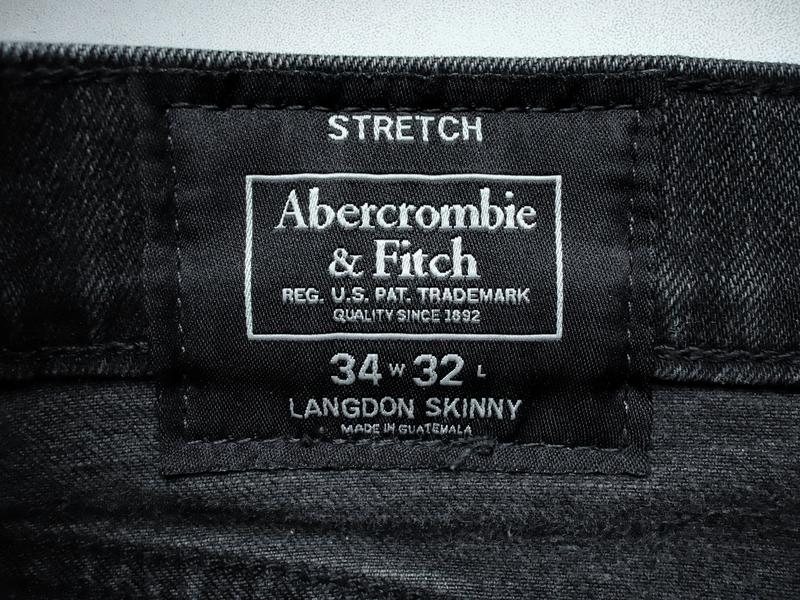 STRETCH
Abercrombie
& Fitch
REG. U.S. PAT. TRADEMARK
QUALITY SINCE 1892
34 W 32 L
LANGDON SKINNY
MADE IN GUATEMALA